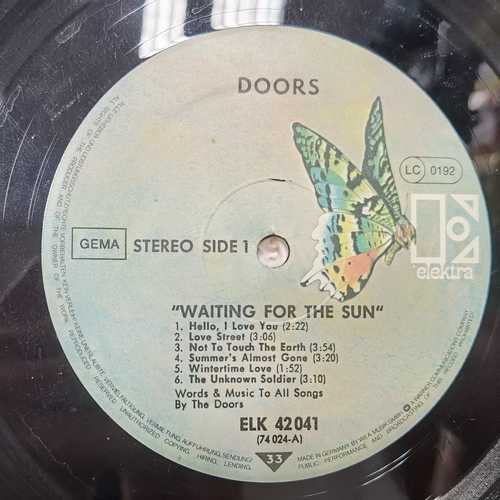 DOORS
LC 0192
elektra
GEMA
STEREO SIDE 1
"WAITING FOR THE SUN"
1. Hello, I Love You (2:22)
2. Love Street (3:06)
3. Not To Touch The Earth (3:54)
4. Summer's Almost Gone (3:20)
5. Wintertime Love (1:52)
6. The Unknown Soldier (3:10)
Words & Music To All Songs
By The Doors
ELK 42 041
(74 024-A)
33